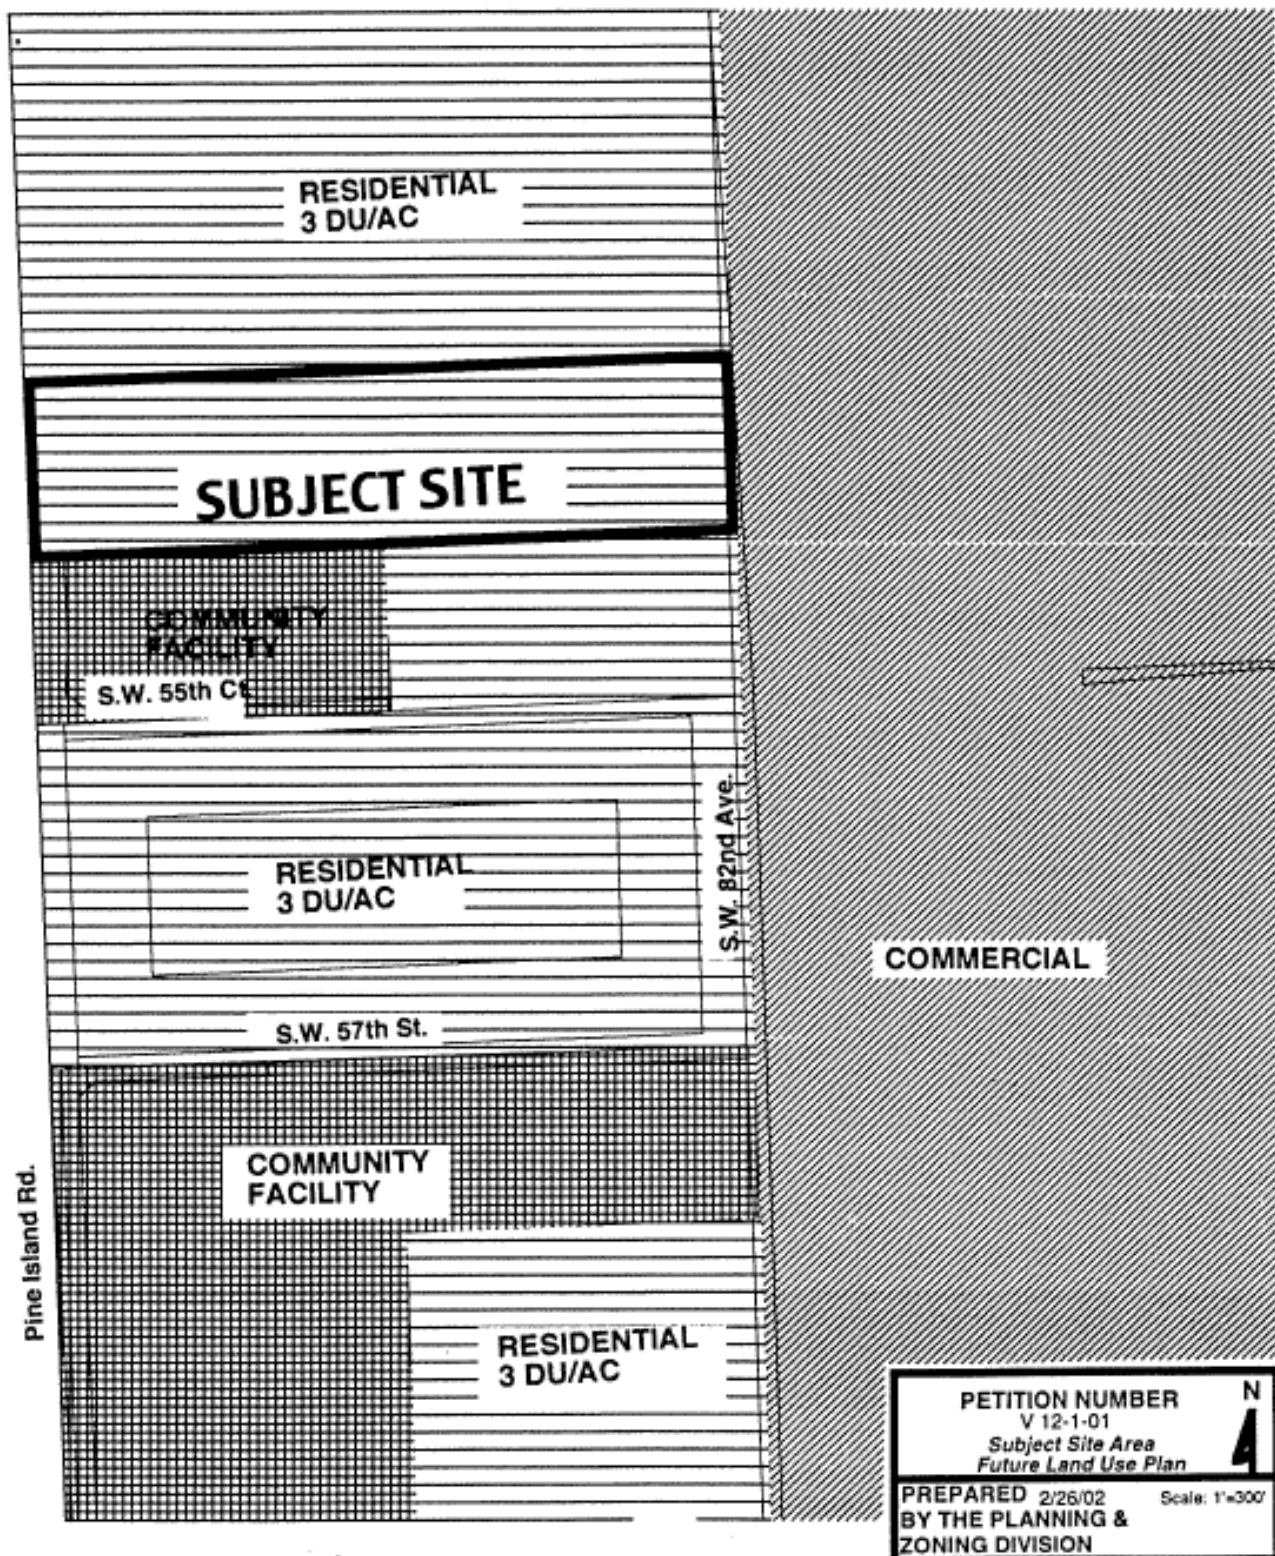 RESIDENTIAL
3 DU/AC
SUBJECT SITE
COMMUNITY
FACILITY
S.W. 55th Ct
S.W. 82nd Ave.
RESIDENTIAL
3 DU/AC
COMMERCIAL
S.W. 57th St.
Pine Island Rd.
COMMUNITY
FACILITY
RESIDENTIAL
3 DU/AC
PETITION NUMBER
N
V 12-1-01
Subject Site Area
Future Land Use Plan
PREPARED 2/26/02 Scale: 1"=300'
BY THE PLANNING &
ZONING DIVISION